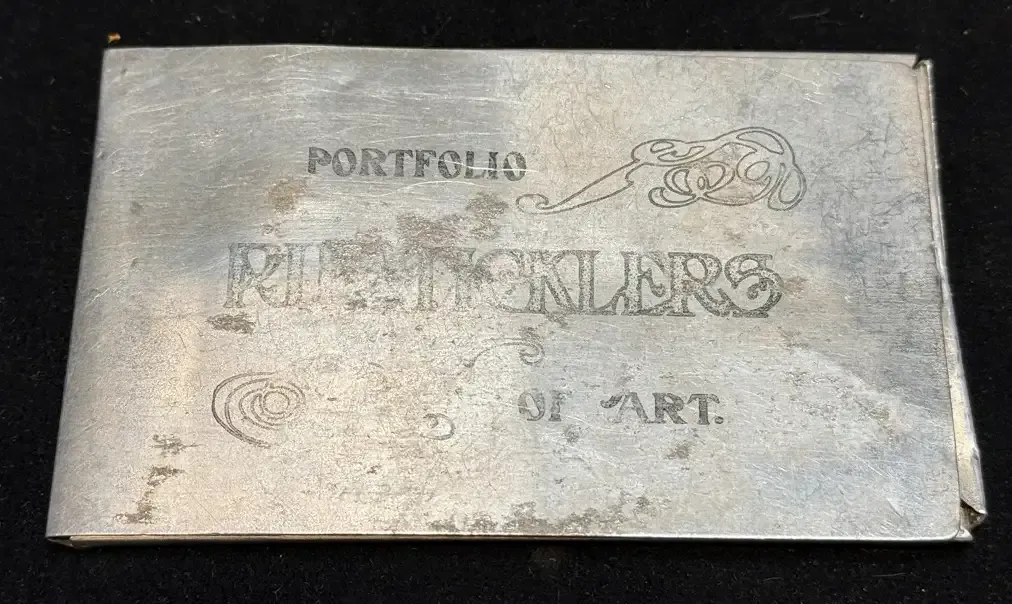 PORTFOLIO
RIB TICKLERS
OF ART.